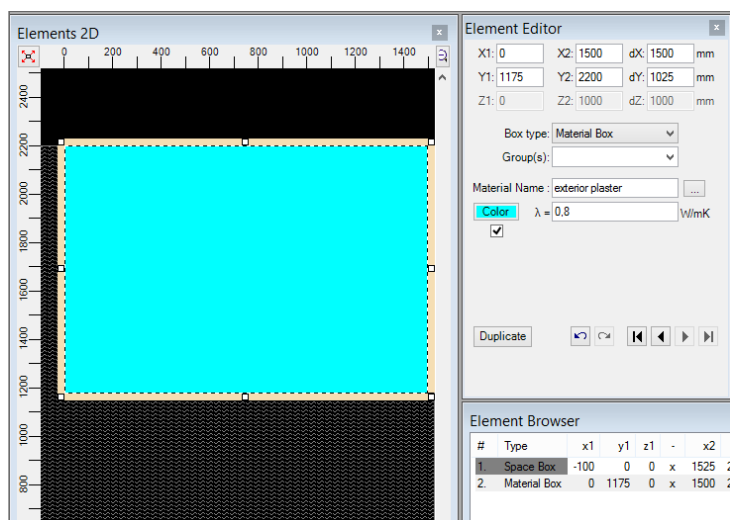 Elements 2D
x
0 200 400 600 800 1000 1200 1400
2400
2200
2000
1800
1600
1400
1200
1000
800
Element Editor
x
X1: 0 X2: 1500 dX: 1500 mm
Y1: 1175 Y2: 2200 dY: 1025 mm
Z1: 0 Z2: 1000 dZ: 1000 mm
Box type: Material Box
Group(s):
Material Name : exterior plaster ...
Color λ = 0,8 W/mK
Duplicate
Element Browser
# Type x1 y1 z1 - x2
1. Space Box -100 0 0 x 1525 2
2. Material Box 0 1175 0 x 1500 2